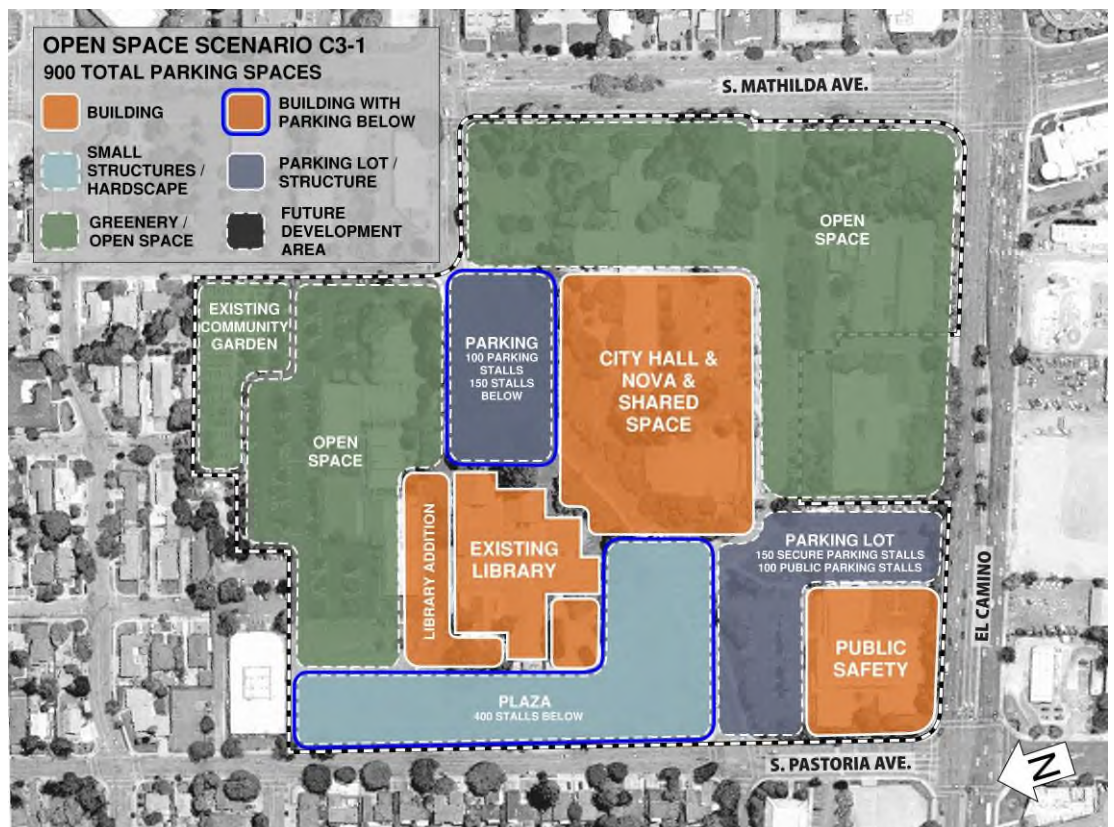 OPEN SPACE SCENARIO C3-1
900 TOTAL PARKING SPACES
BUILDING
BUILDING WITH
PARKING BELOW
SMALL
STRUCTURES /
HARDSCAPE
PARKING LOT /
STRUCTURE
GREENERY /
OPEN SPACE
FUTURE
DEVELOPMENT
AREA
S. MATHILDA AVE.
OPEN
SPACE
EXISTING
COMMUNITY
GARDEN
PARKING
100 PARKING
STALLS
150 STALLS
BELOW
CITY HALL &
NOVA &
SHARED
SPACE
OPEN
SPACE
LIBRARY ADDITION
EXISTING
LIBRARY
PARKING LOT
150 SECURE PARKING STALLS
100 PUBLIC PARKING STALLS
EL CAMINO
PUBLIC
SAFETY
PLAZA
400 STALLS BELOW
S. PASTORIA AVE.
N